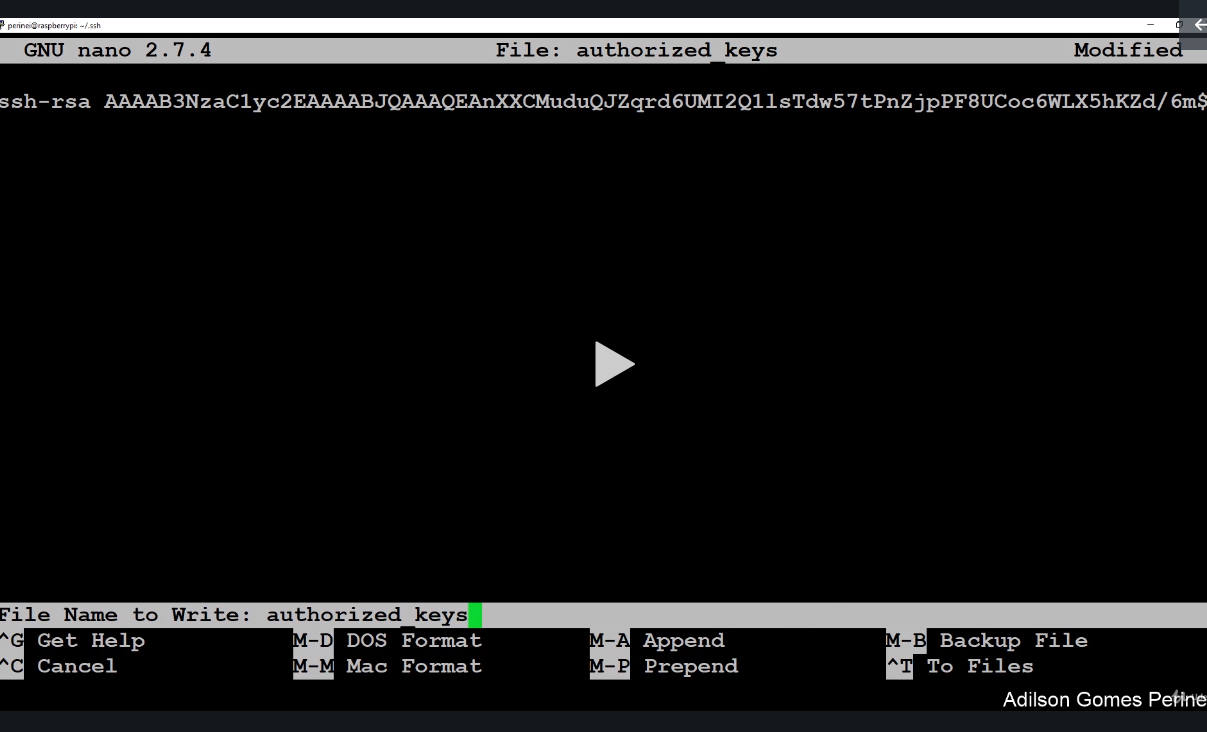 perinei@raspberrypi: ~/.ssh
GNU nano 2.7.4 File: authorized_keys Modified
ssh-rsa AAAAB3NzaC1yc2EAAAABJQAAAQEAnXXCMuduQJZqrd6UMI2Q1lsTdw57tPnZjpPF8UCoc6WLX5hKZd/6m$
File Name to Write: authorized_keys
^G Get Help M-D DOS Format M-A Append M-B Backup File
^C Cancel M-M Mac Format M-P Prepend ^T To Files
Adilson Gomes Perine